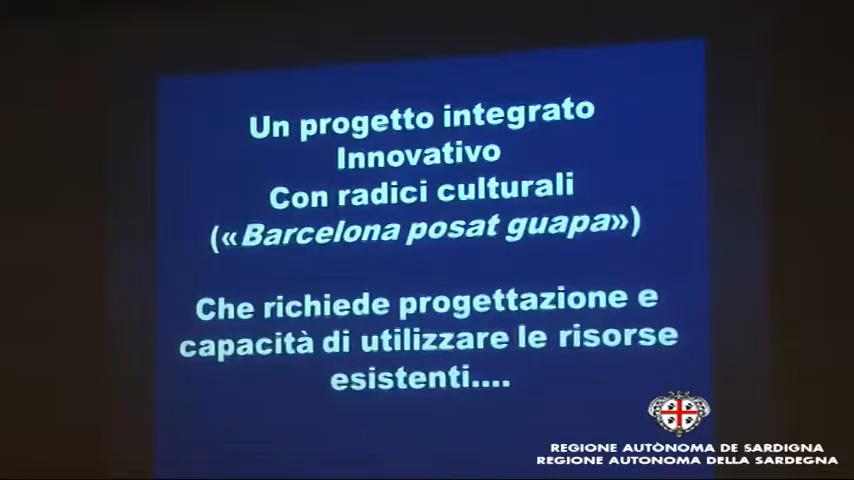 Un progetto integrato
Innovativo
Con radici culturali
(«Barcelona posat guapa»)
Che richiede progettazione e
capacità di utilizzare le risorse
esistenti....
REGIONE AUTÒNOMA DE SARDIGNA
REGIONE AUTONOMA DELLA SARDEGNA